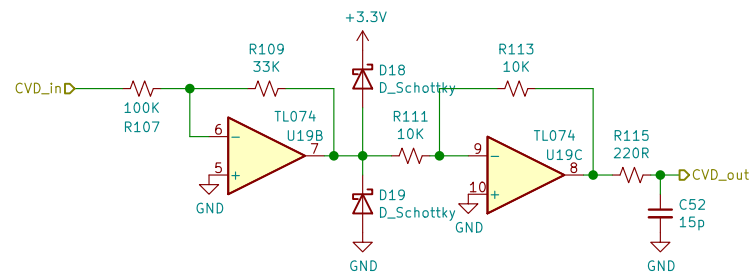 +3.3V
R109
33K
D18
D_Schottky
R113
10K
CVD_in
100K
R107
TL074
U19B
R111
10K
TL074
U19C
R115
220R
6
7
5
9
8
10
CVD_out
GND
D19
D_Schottky
GND
C52
15p
GND
GND